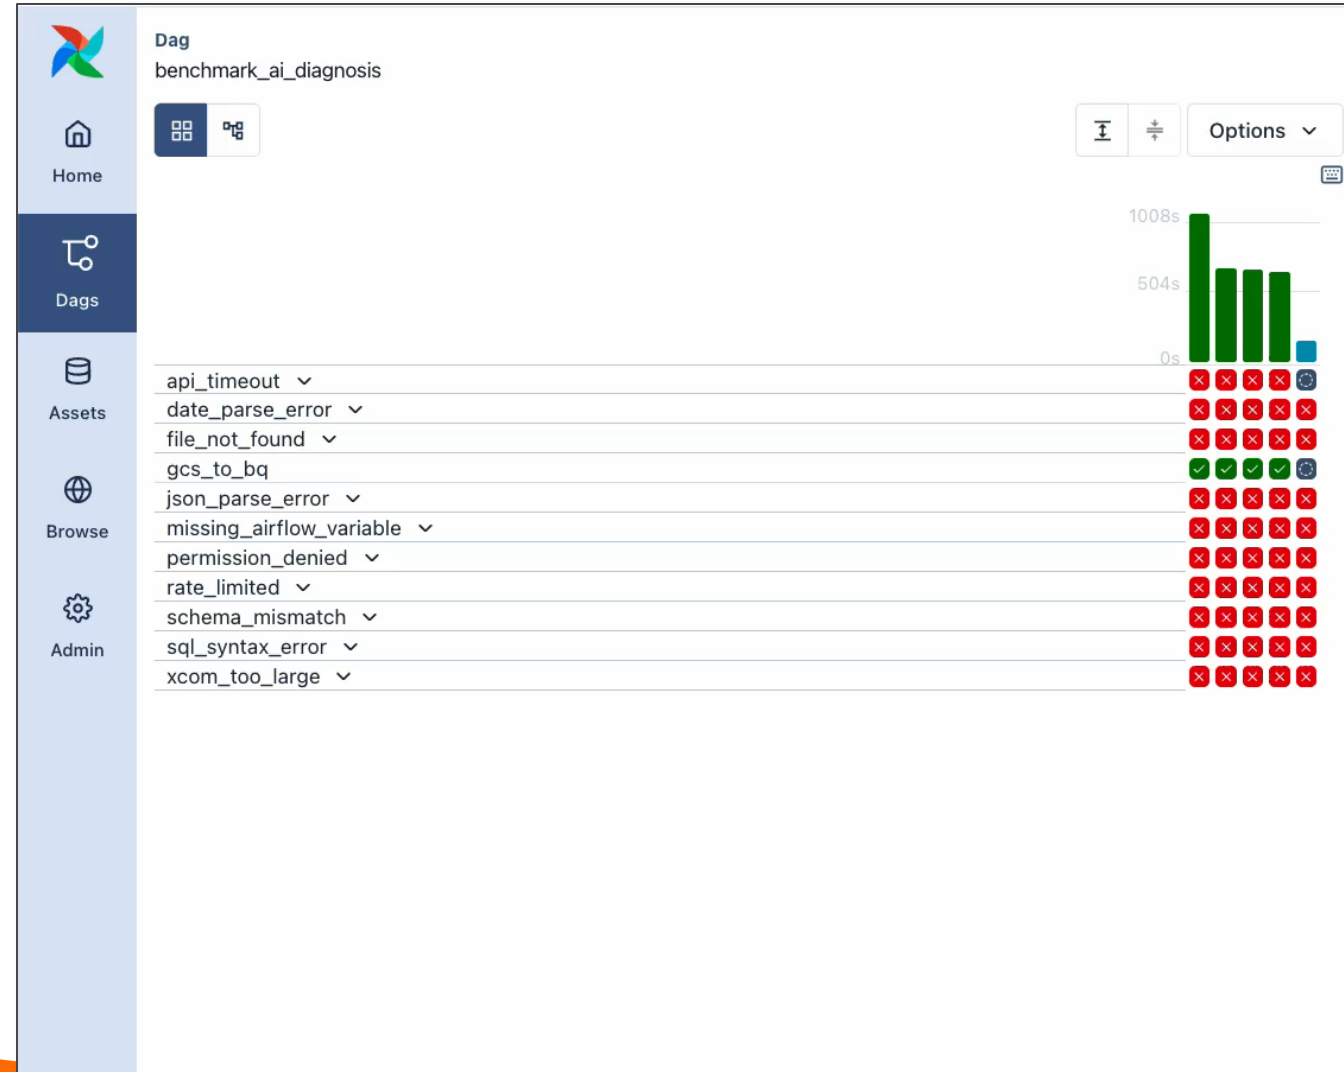 Dag
benchmark_ai_diagnosis
Options
Home
Dags
Assets
Browse
Admin
1008s
504s
0s
api_timeout
date_parse_error
file_not_found
gcs_to_bq
json_parse_error
missing_airflow_variable
permission_denied
rate_limited
schema_mismatch
sql_syntax_error
xcom_too_large